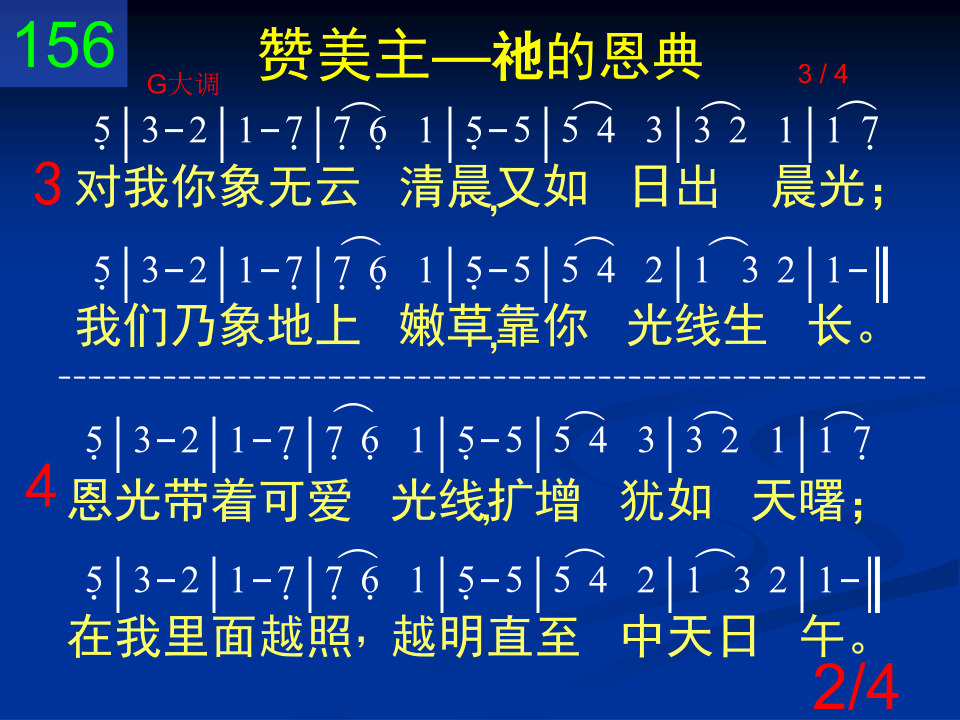 156
赞美主—祂的恩典
G大调
3 / 4
5̣|3-2|1-7̣|7̣ 6̣ 1|5̣-5|5 4 3|3 2 1|1 7̣
3 对我你象无云 清晨,又如 日出 晨光；
5̣|3-2|1-7̣|7̣ 6̣ 1|5̣-5|5 4 2|1 3 2|1-‖
我们乃象地上 嫩草,靠你 光线生 长。
5̣|3-2|1-7̣|7̣ 6̣ 1|5̣-5|5 4 3|3 2 1|1 7̣
4 恩光带着可爱 光线,扩增 犹如 天曙；
5̣|3-2|1-7̣|7̣ 6̣ 1|5̣-5|5 4 2|1 3 2|1-‖
在我里面越照，越明直至 中天日 午。
2/4